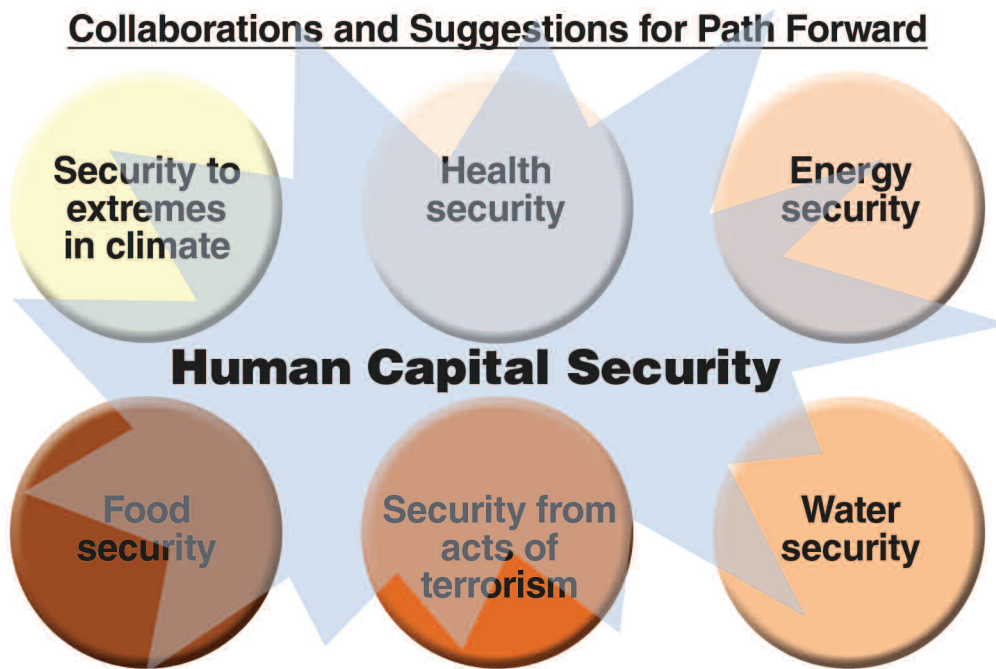 Collaborations and Suggestions for Path Forward
Security to
extremes
in climate
Health
security
Energy
security
Human Capital Security
Food
security
Security from
acts of
terrorism
Water
security